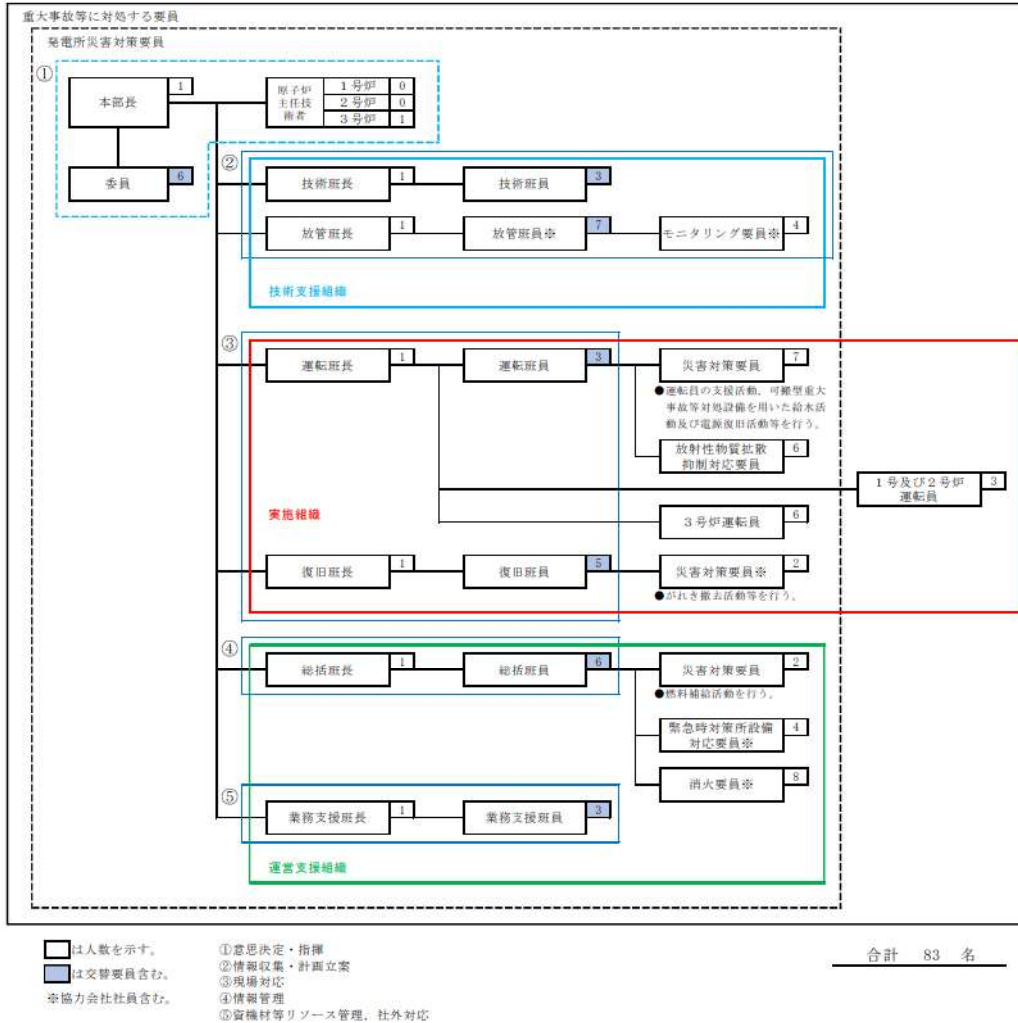 重大事故等に対処する要員
発電所災害対策要員
①
本部長
1
原子炉
主任技
術者
1号炉 0
2号炉 0
3号炉 1
委員
6
②
技術班長
1
技術班員
3
放管班長
1
放管班員※
7
モニタリング要員※
4
技術支援組織
③
運転班長
1
運転班員
3
災害対策要員
7
●運転員の支援活動、可搬型重大
事故等対処設備を用いた給水活
動及び電源復旧活動等を行う。
放射性物質拡散
抑制対応要員
6
1号及び2号炉
運転員
3
実施組織
3号炉運転員
6
復旧班長
1
復旧班員
5
災害対策要員※
2
●がれき撤去活動等を行う。
④
総括班長
1
総括班員
6
災害対策要員
2
●燃料補給活動を行う。
緊急時対策所設備
対応要員※
4
消火要員※
8
⑤
業務支援班長
1
業務支援班員
3
運営支援組織
は人数を示す。
は交替要員含む。
※協力会社社員含む。
①意思決定・指揮
②情報収集・計画立案
③現場対応
④情報管理
⑤資機材等リソース管理、社外対応
合計 83 名